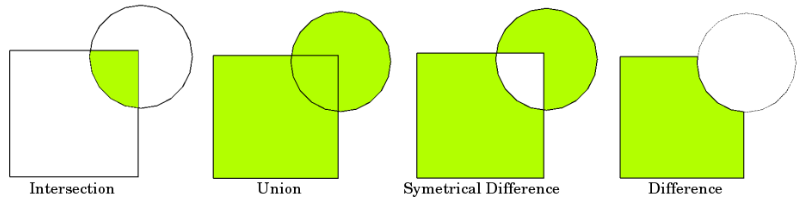 Intersection
Union
Symetrical Difference
Difference